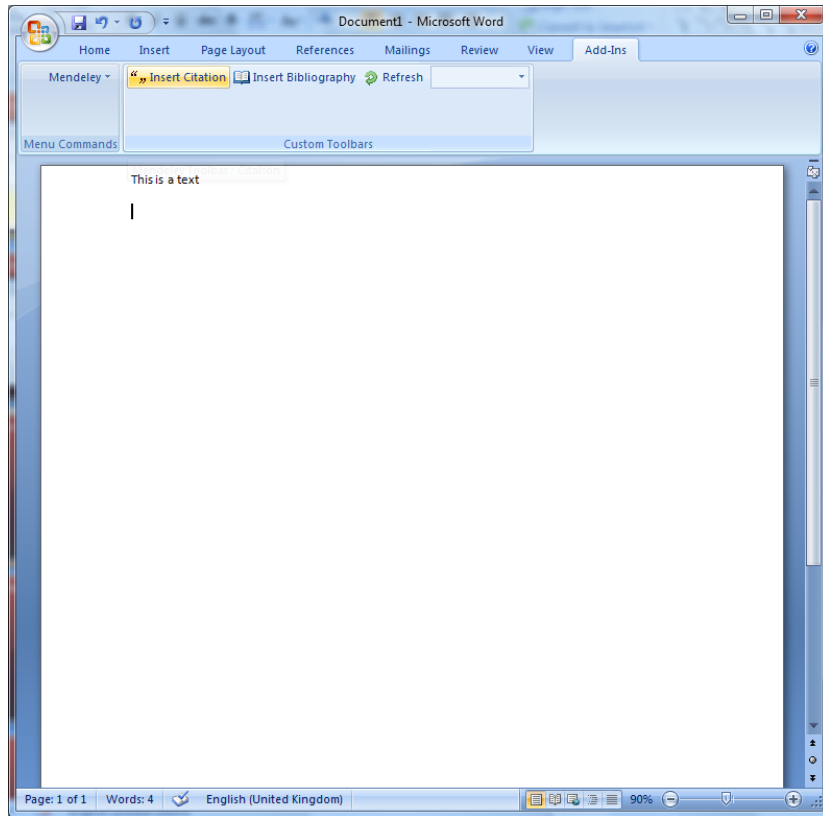 Document1 - Microsoft Word
Home Insert Page Layout References Mailings Review View Add-Ins
Mendeley “„ Insert Citation Insert Bibliography Refresh
Menu Commands Custom Toolbars
This is a text
Page: 1 of 1 Words: 4 English (United Kingdom) 90%